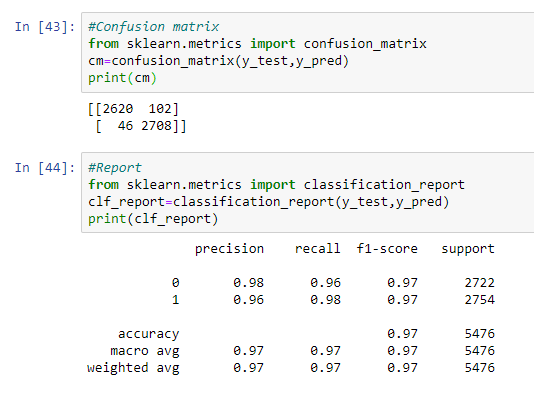 In [43]: #Confusion matrix
from sklearn.metrics import confusion_matrix
cm=confusion_matrix(y_test,y_pred)
print(cm)
[[2620  102]
 [  46 2708]]
In [44]: #Report
from sklearn.metrics import classification_report
clf_report=classification_report(y_test,y_pred)
print(clf_report)
precision recall f1-score support
0 0.98 0.96 0.97 2722
1 0.96 0.98 0.97 2754
accuracy 0.97 5476
macro avg 0.97 0.97 0.97 5476
weighted avg 0.97 0.97 0.97 5476